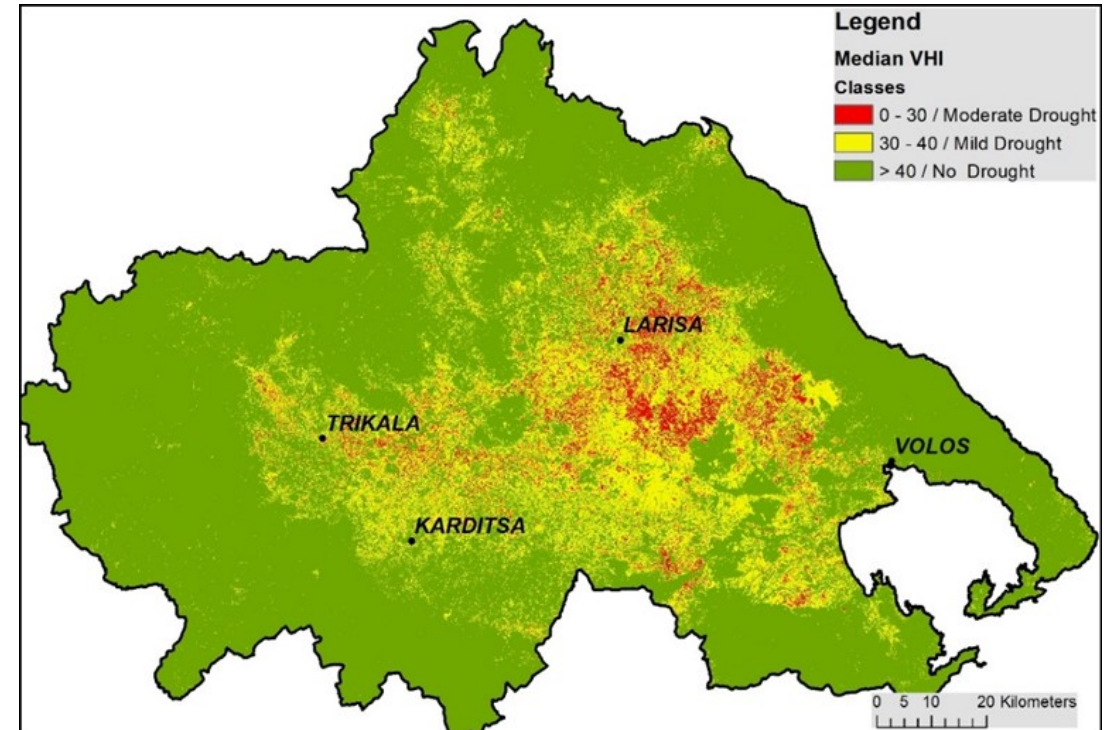 Legend
Median VHI
Classes
0 - 30 / Moderate Drought
30 - 40 / Mild Drought
> 40 / No Drought
LARISA
TRIKALA
VOLOS
KARDITSA
0 5 10 20 Kilometers